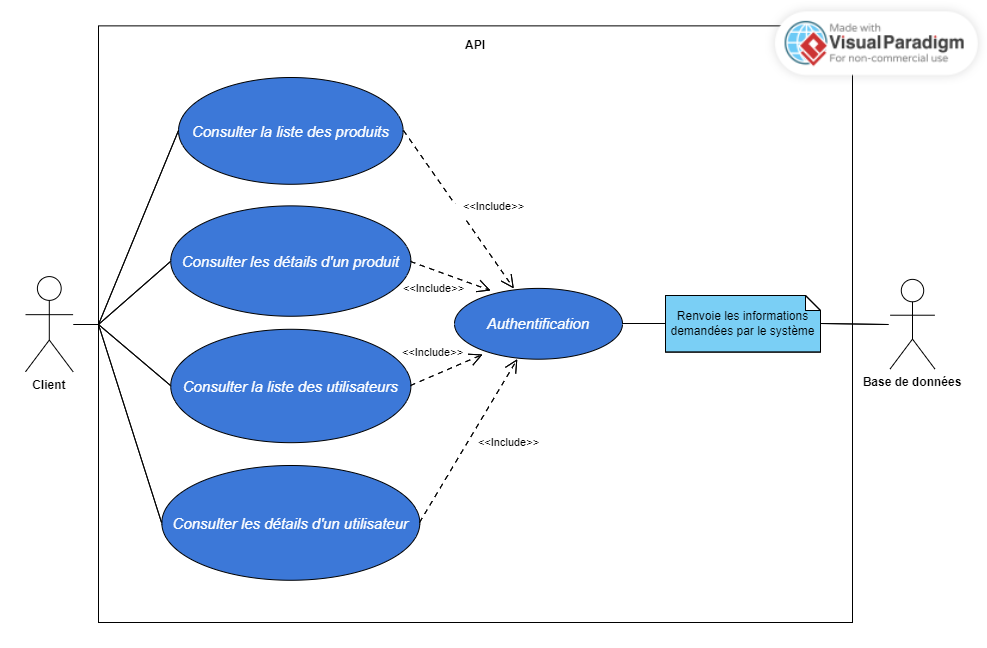 API
Made with
VisualParadigm
For non-commercial use
Consulter la liste des produits
<<Include>>
Consulter les détails d'un produit
<<Include>>
Authentification
Renvoie les informations
demandées par le système
Client
Base de données
<<Include>>
Consulter la liste des utilisateurs
<<Include>>
Consulter les détails d'un utilisateur